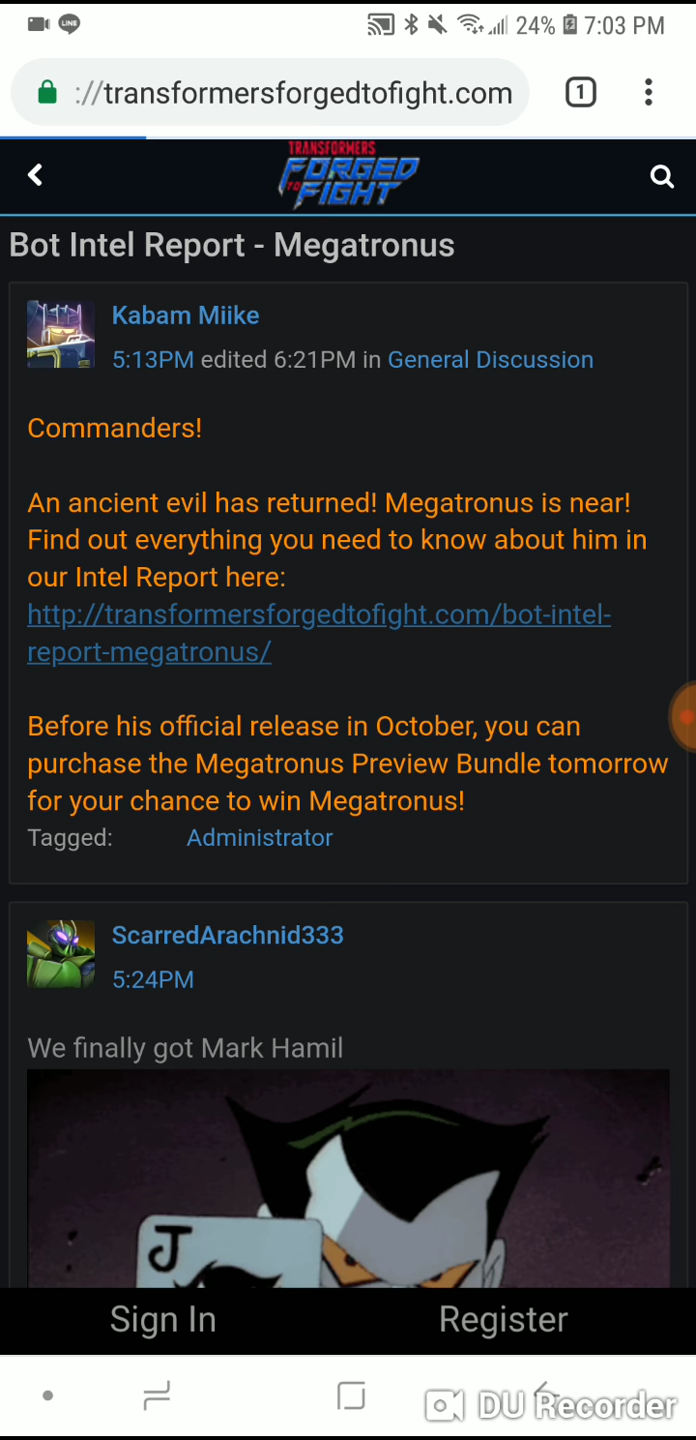 24% 7:03 PM
://transformersforgedtofight.com 1
TRANSFORMERS
FORGED
TO FIGHT
Bot Intel Report - Megatronus
Kabam Miike
5:13PM edited 6:21PM in General Discussion
Commanders!
An ancient evil has returned! Megatronus is near!
Find out everything you need to know about him in
our Intel Report here:
http://transformersforgedtofight.com/bot-intel-
report-megatronus/
Before his official release in October, you can
purchase the Megatronus Preview Bundle tomorrow
for your chance to win Megatronus!
Tagged: Administrator
ScarredArachnid333
5:24PM
We finally got Mark Hamil
J
Sign In Register
DU Recorder